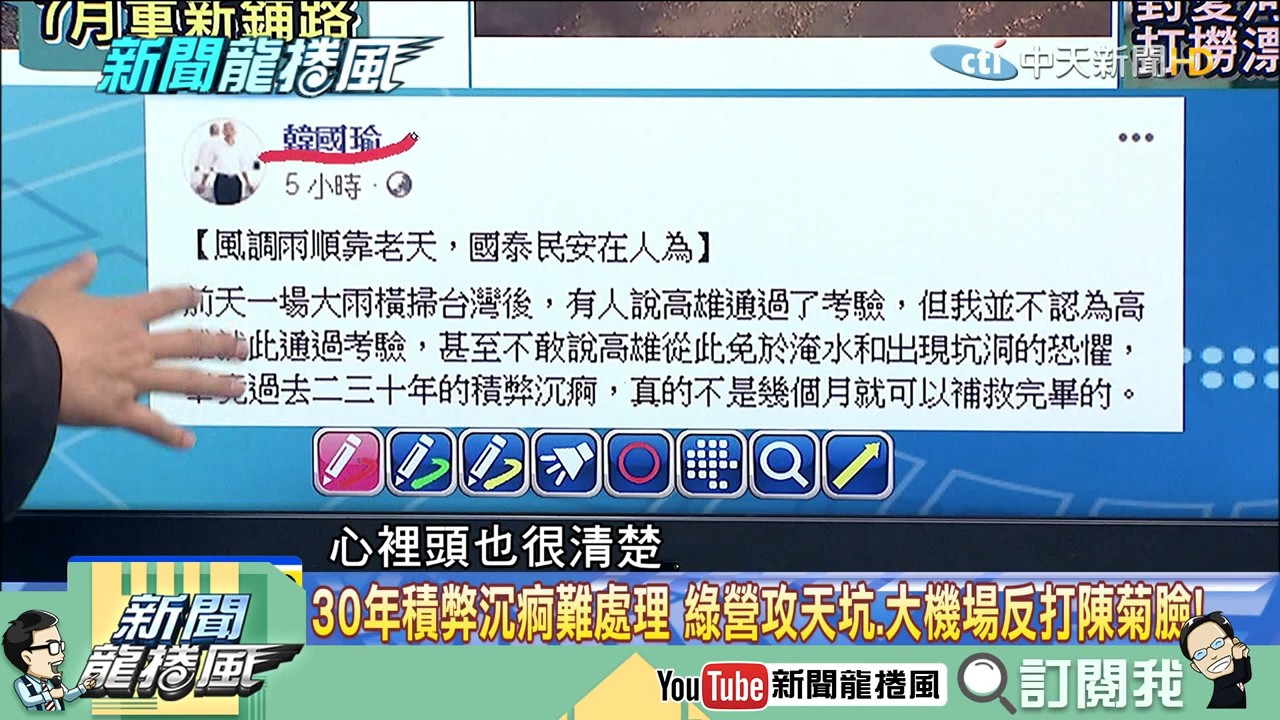 7月重新鋪路
新聞龍捲風
cti 中天新聞HD
打撈漂
韓國瑜
5 小時
【風調雨順靠老天，國泰民安在人為】
前天一場大雨橫掃台灣後，有人說高雄通過了考驗，但我並不認為高
此通過考驗，甚至不敢說高雄從此免於淹水和出現坑洞的恐懼，
過去二三十年的積弊沉痾，真的不是幾個月就可以補救完畢的。
心裡頭也很清楚
30年積弊沉痾難處理 綠營攻天坑.大機場反打陳菊臉!
新聞
龍捲風
YouTube 新聞龍捲風 訂閱我